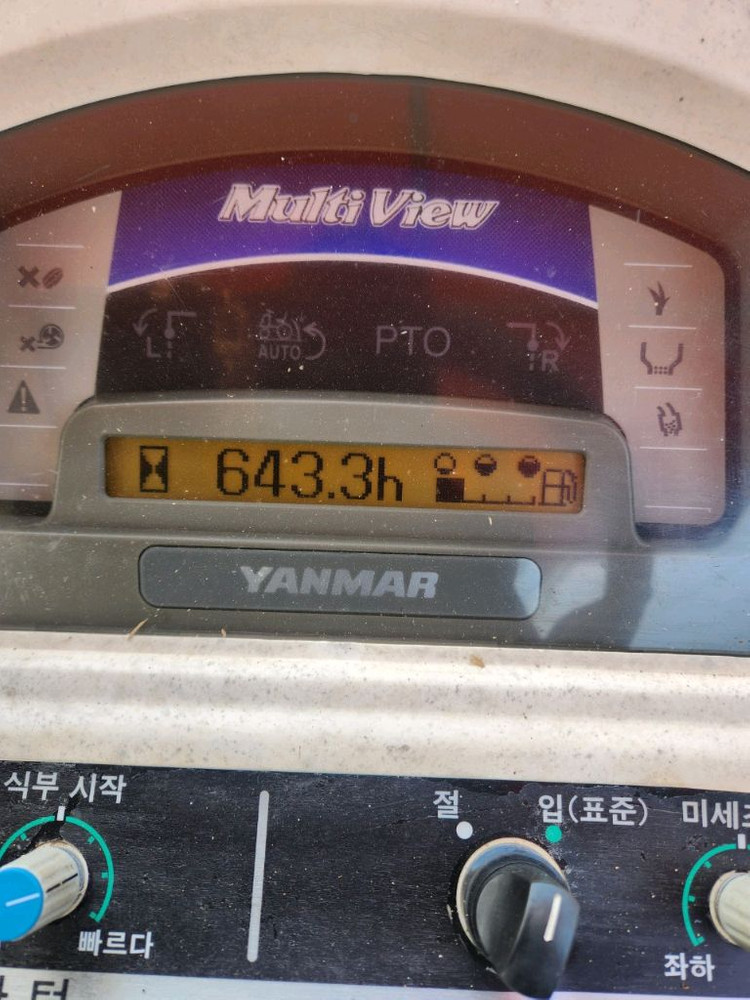 Multi View
L
AUTO
PTO
R
643.3h
YANMAR
식부 시작
절
입(표준)
빠르다
좌하
터